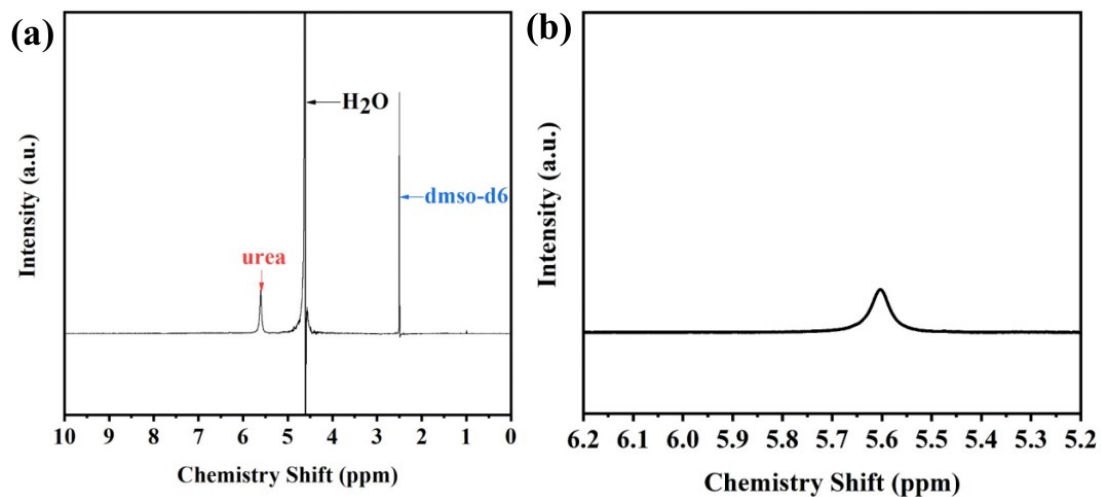 (a)
Intensity (a.u.)
H2O
dmso-d6
urea
10 9 8 7 6 5 4 3 2 1 0
Chemistry Shift (ppm)
(b)
Intensity (a.u.)
6.2 6.1 6.0 5.9 5.8 5.7 5.6 5.5 5.4 5.3 5.2
Chemistry Shift (ppm)